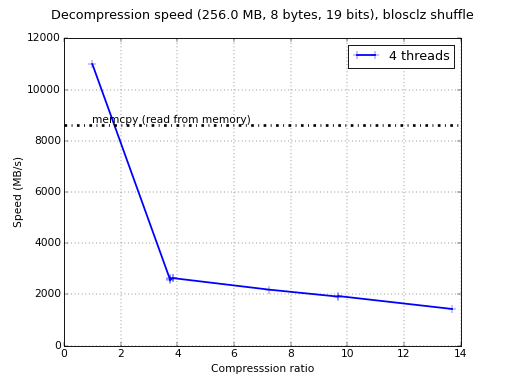 Decompression speed (256.0 MB, 8 bytes, 19 bits), blosclz shuffle
12000
10000
8000
6000
4000
2000
0
Speed (MB/s)
4 threads
memcpy (read from memory)
0 2 4 6 8 10 12 14
Compresssion ratio